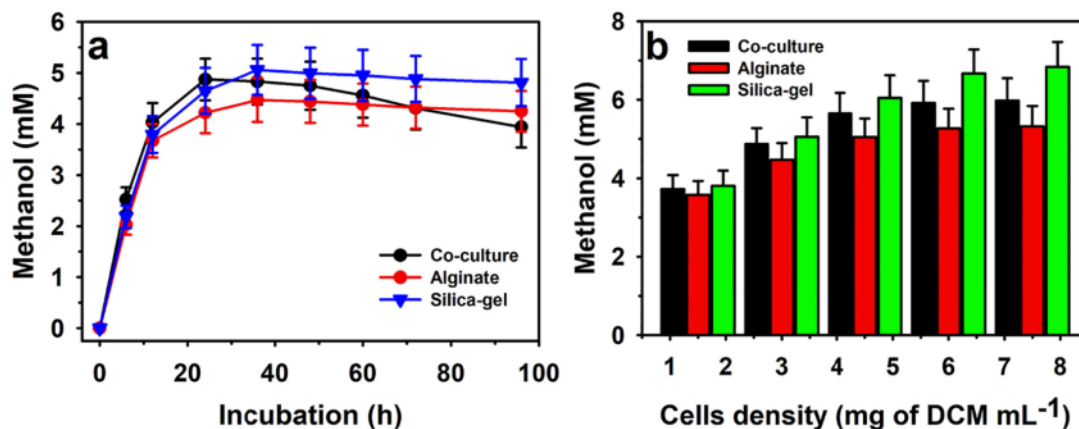 a
Methanol (mM)
6
5
4
3
2
1
0
Co-culture
Alginate
Silica-gel
0 20 40 60 80 100
Incubation (h)
b
Methanol (mM)
8
6
4
2
0
Co-culture
Alginate
Silica-gel
1 2 3 4 5 6 7 8
Cells density (mg of DCM mL⁻¹)